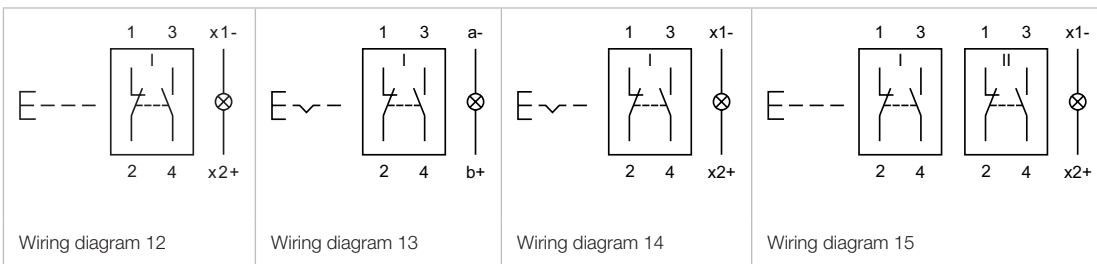 1 3 x1-
I
2 4 x2+
Wiring diagram 12
1 3 a-
I
2 4 b+
Wiring diagram 13
1 3 x1-
I
2 4 x2+
Wiring diagram 14
1 3 1 3 x1-
I II
2 4 2 4 x2+
Wiring diagram 15